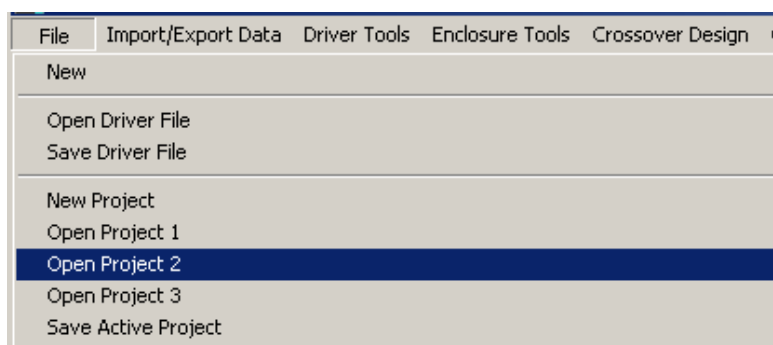 File Import/Export Data Driver Tools Enclosure Tools Crossover Design
New
Open Driver File
Save Driver File
New Project
Open Project 1
Open Project 2
Open Project 3
Save Active Project